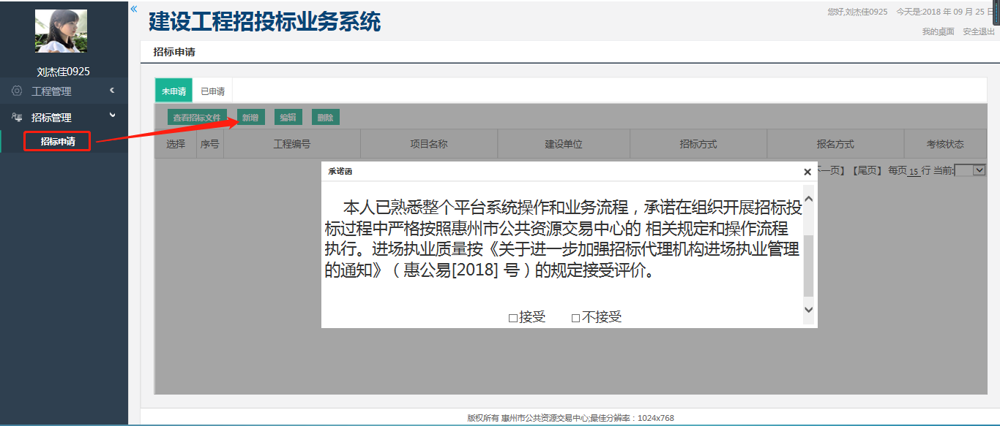 «
建设工程招投标业务系统
您好,刘杰佳0925 今天是:2018 年 09 月 25 日
我的桌面 安全退出
刘杰佳0925
工程管理
招标管理
招标申请
招标申请
未申请 已申请
查看招标文件 新增 编辑 删除
选择 序号 工程编号 项目名称 建设单位 招标方式 报名方式 考核状态
一页】【尾页】 每页 15 行 当前:
承诺函
本人已熟悉整个平台系统操作和业务流程，承诺在组织开展招标投
标过程中严格按照惠州市公共资源交易中心的 相关规定和操作流程
执行。进场执业质量按《关于进一步加强招标代理机构进场执业管理
的通知》（ 惠公易[2018] 号）的规定接受评价。
接受 不接受
版权所有 惠州市公共资源交易中心;最佳分辨率：1024x768